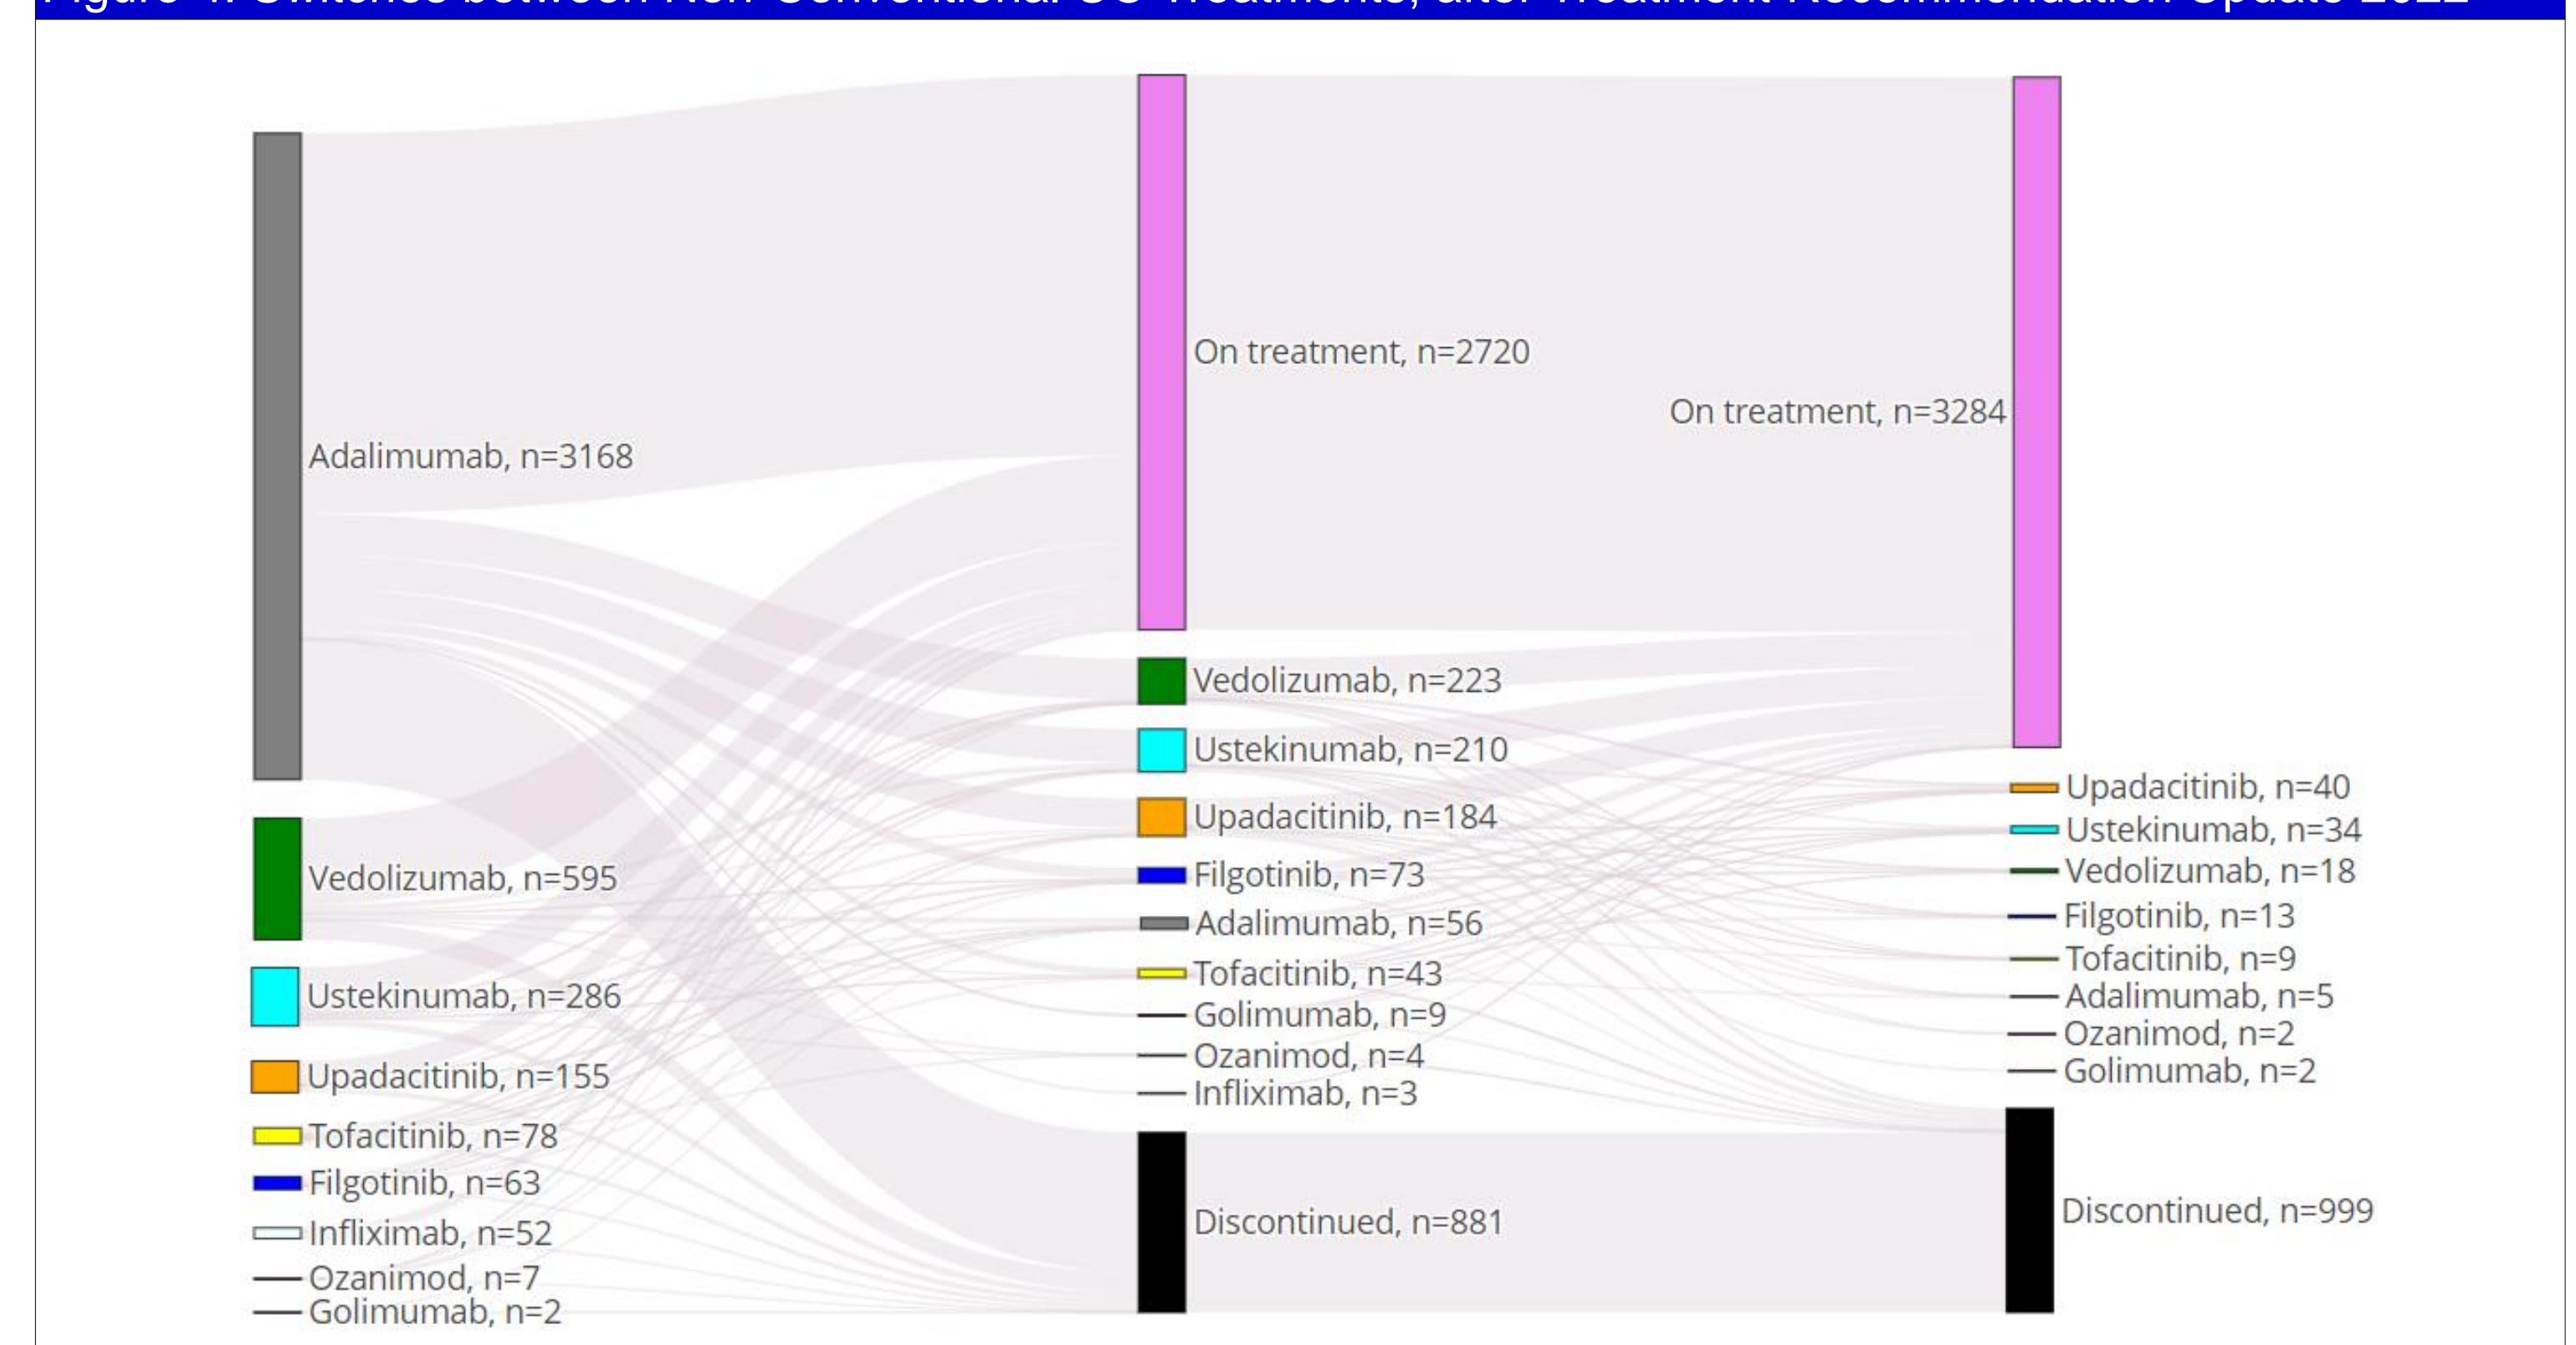 Adalimumab, n=3168
Vedolizumab, n=595
Ustekinumab, n=286
Upadacitinib, n=155
Tofacitinib, n=78
Filgotinib, n=63
Infliximab, n=52
Ozanimod, n=7
Golimumab, n=2
On treatment, n=2720
Vedolizumab, n=223
Ustekinumab, n=210
Upadacitinib, n=184
Filgotinib, n=73
Adalimumab, n=56
Tofacitinib, n=43
Golimumab, n=9
Ozanimod, n=4
Infliximab, n=3
Discontinued, n=881
On treatment, n=3284
Upadacitinib, n=40
Ustekinumab, n=34
Vedolizumab, n=18
Filgotinib, n=13
Tofacitinib, n=9
Adalimumab, n=5
Ozanimod, n=2
Golimumab, n=2
Discontinued, n=999